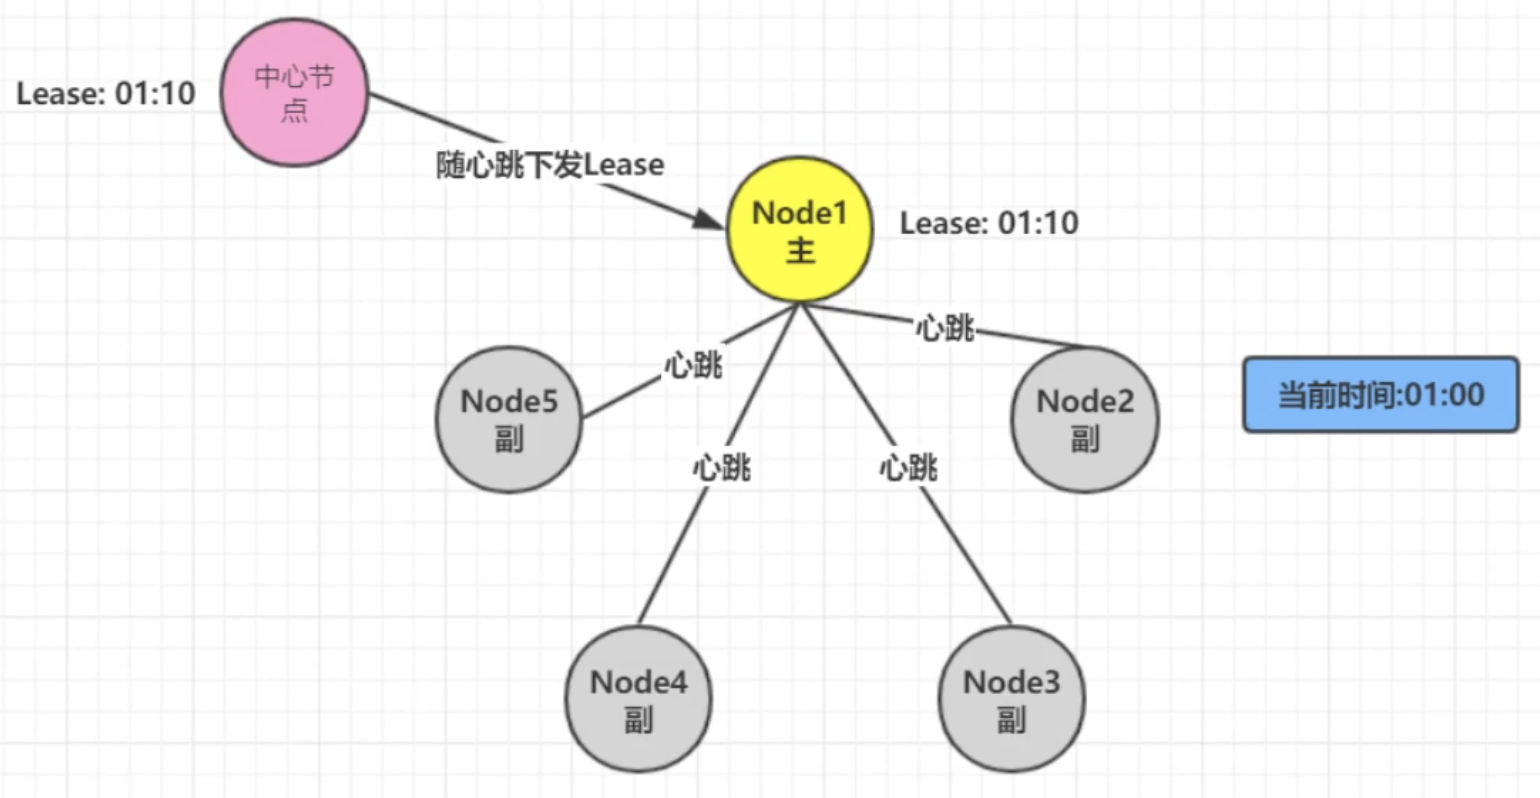 Lease: 01:10
中心节
点
随心跳下发Lease
Node1
主
Lease: 01:10
心跳
心跳
Node5
副
Node2
副
当前时间:01:00
心跳
心跳
Node4
副
Node3
副